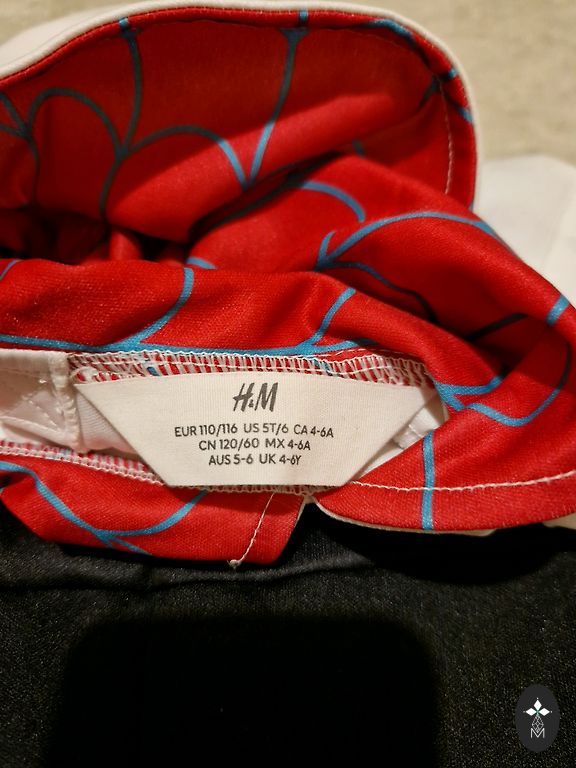 H&M
EUR 110/116 US 5T/6 CA 4-6A
CN 120/60 MX 4-6A
AUS 5-6 UK 4-6Y
M